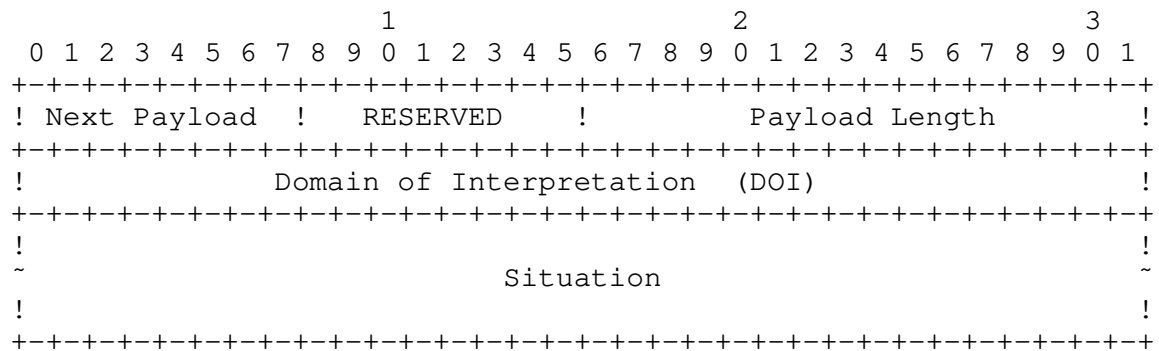 1                   2                   3
 0 1 2 3 4 5 6 7 8 9 0 1 2 3 4 5 6 7 8 9 0 1 2 3 4 5 6 7 8 9 0 1
+-+-+-+-+-+-+-+-+-+-+-+-+-+-+-+-+-+-+-+-+-+-+-+-+-+-+-+-+-+-+-+-+
! Next Payload  !   RESERVED    !         Payload Length        !
+-+-+-+-+-+-+-+-+-+-+-+-+-+-+-+-+-+-+-+-+-+-+-+-+-+-+-+-+-+-+-+-+
!              Domain of Interpretation  (DOI)                  !
+-+-+-+-+-+-+-+-+-+-+-+-+-+-+-+-+-+-+-+-+-+-+-+-+-+-+-+-+-+-+-+-+
!                                                               !
~                           Situation                           ~
!                                                               !
+-+-+-+-+-+-+-+-+-+-+-+-+-+-+-+-+-+-+-+-+-+-+-+-+-+-+-+-+-+-+-+-+